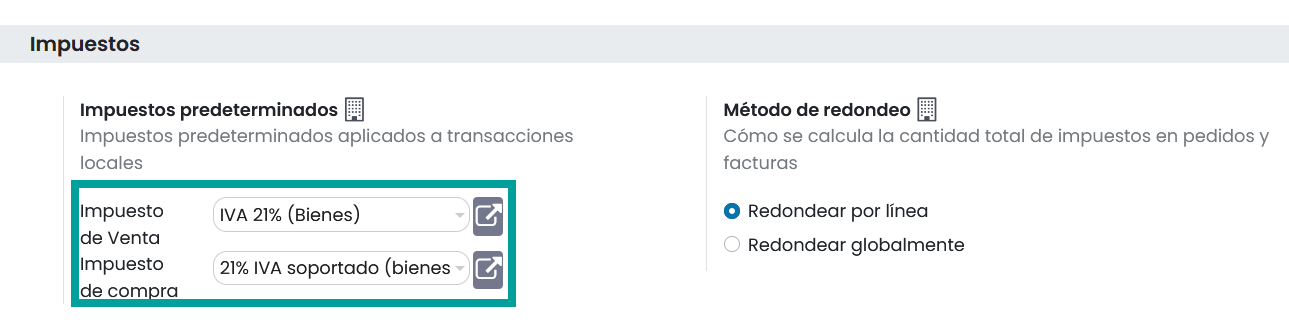 Impuestos
Impuestos predeterminados
Impuestos predeterminados aplicados a transacciones
locales
Impuesto
de Venta
IVA 21% (Bienes)
Impuesto
de compra
21% IVA soportado (bienes
Método de redondeo
Cómo se calcula la cantidad total de impuestos en pedidos y
facturas
Redondear por línea
Redondear globalmente